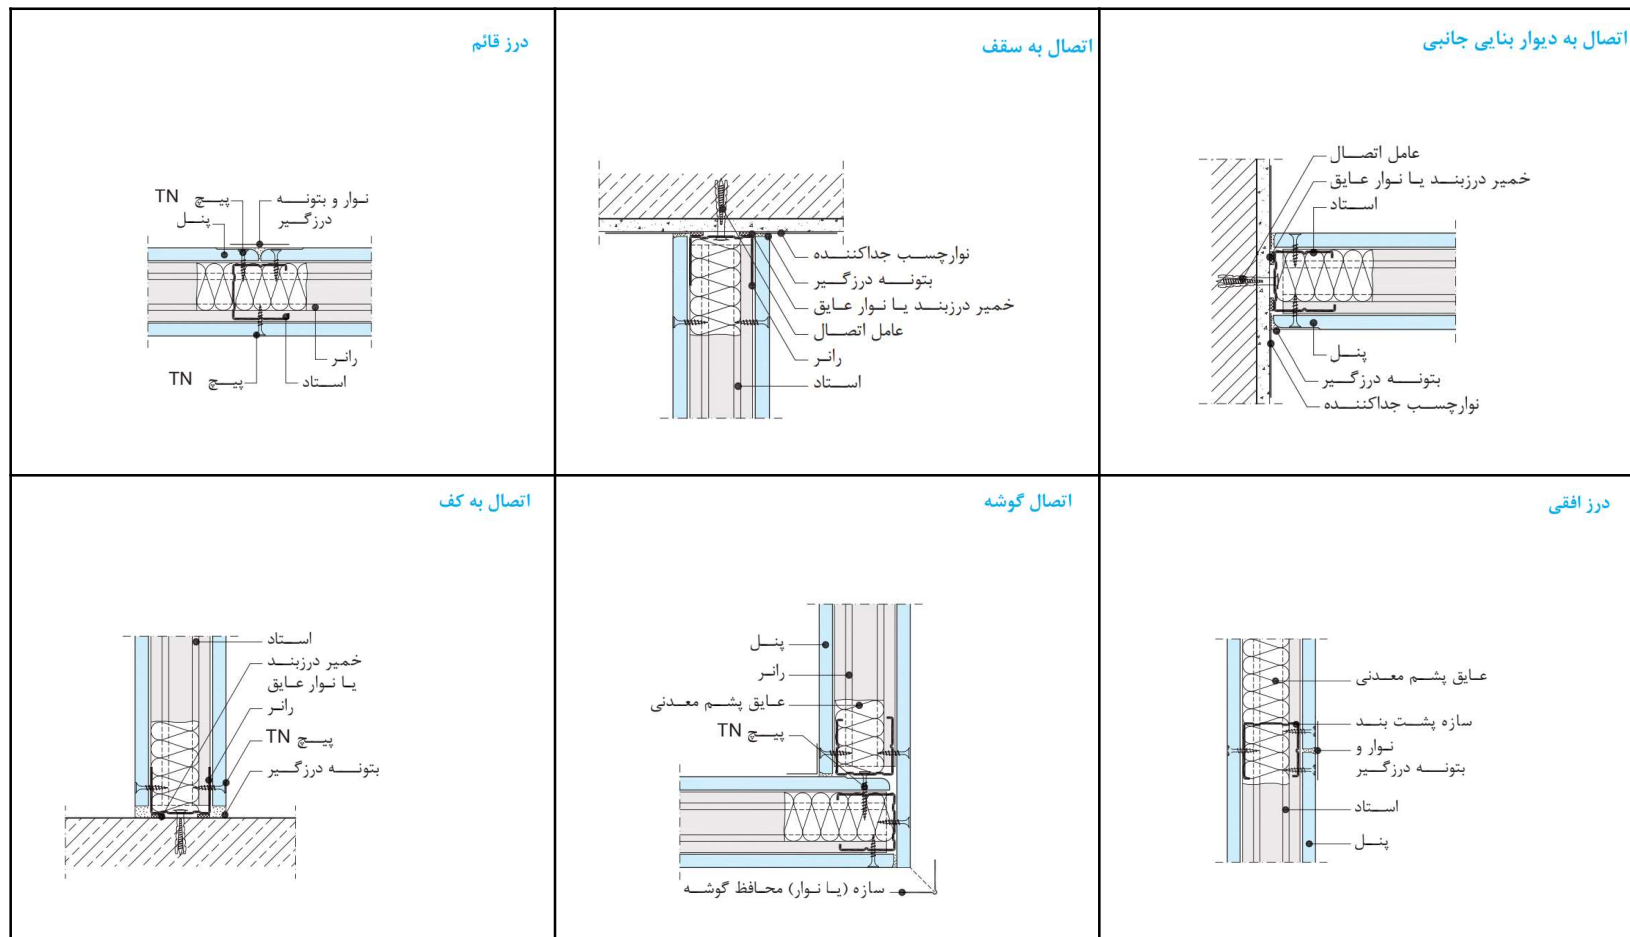 اتصال به دیوار بنایی جانبی
عامل اتصال
خمیر درزبند یا نوار عایق
استاد
پنل
بتونه درزگیر
نوارچسب جداکننده
اتصال به سقف
نوارچسب جداکننده
بتونه درزگیر
خمیر درزبند یا نوار عایق
عامل اتصال
رانر
استاد
درز قائم
نوار و بتونه
درزگیر
پیچ TN
پنل
رانر
استاد
پیچ TN
درز افقی
عایق پشم معدنی
سازه پشت بند
نوار و
بتونه درزگیر
استاد
پنل
اتصال گوشه
پنل
رانر
عایق پشم معدنی
پیچ TN
سازه (یا نوار) محافظ گوشه
اتصال به کف
استاد
خمیر درزبند
یا نوار عایق
رانر
پیچ TN
بتونه درزگیر